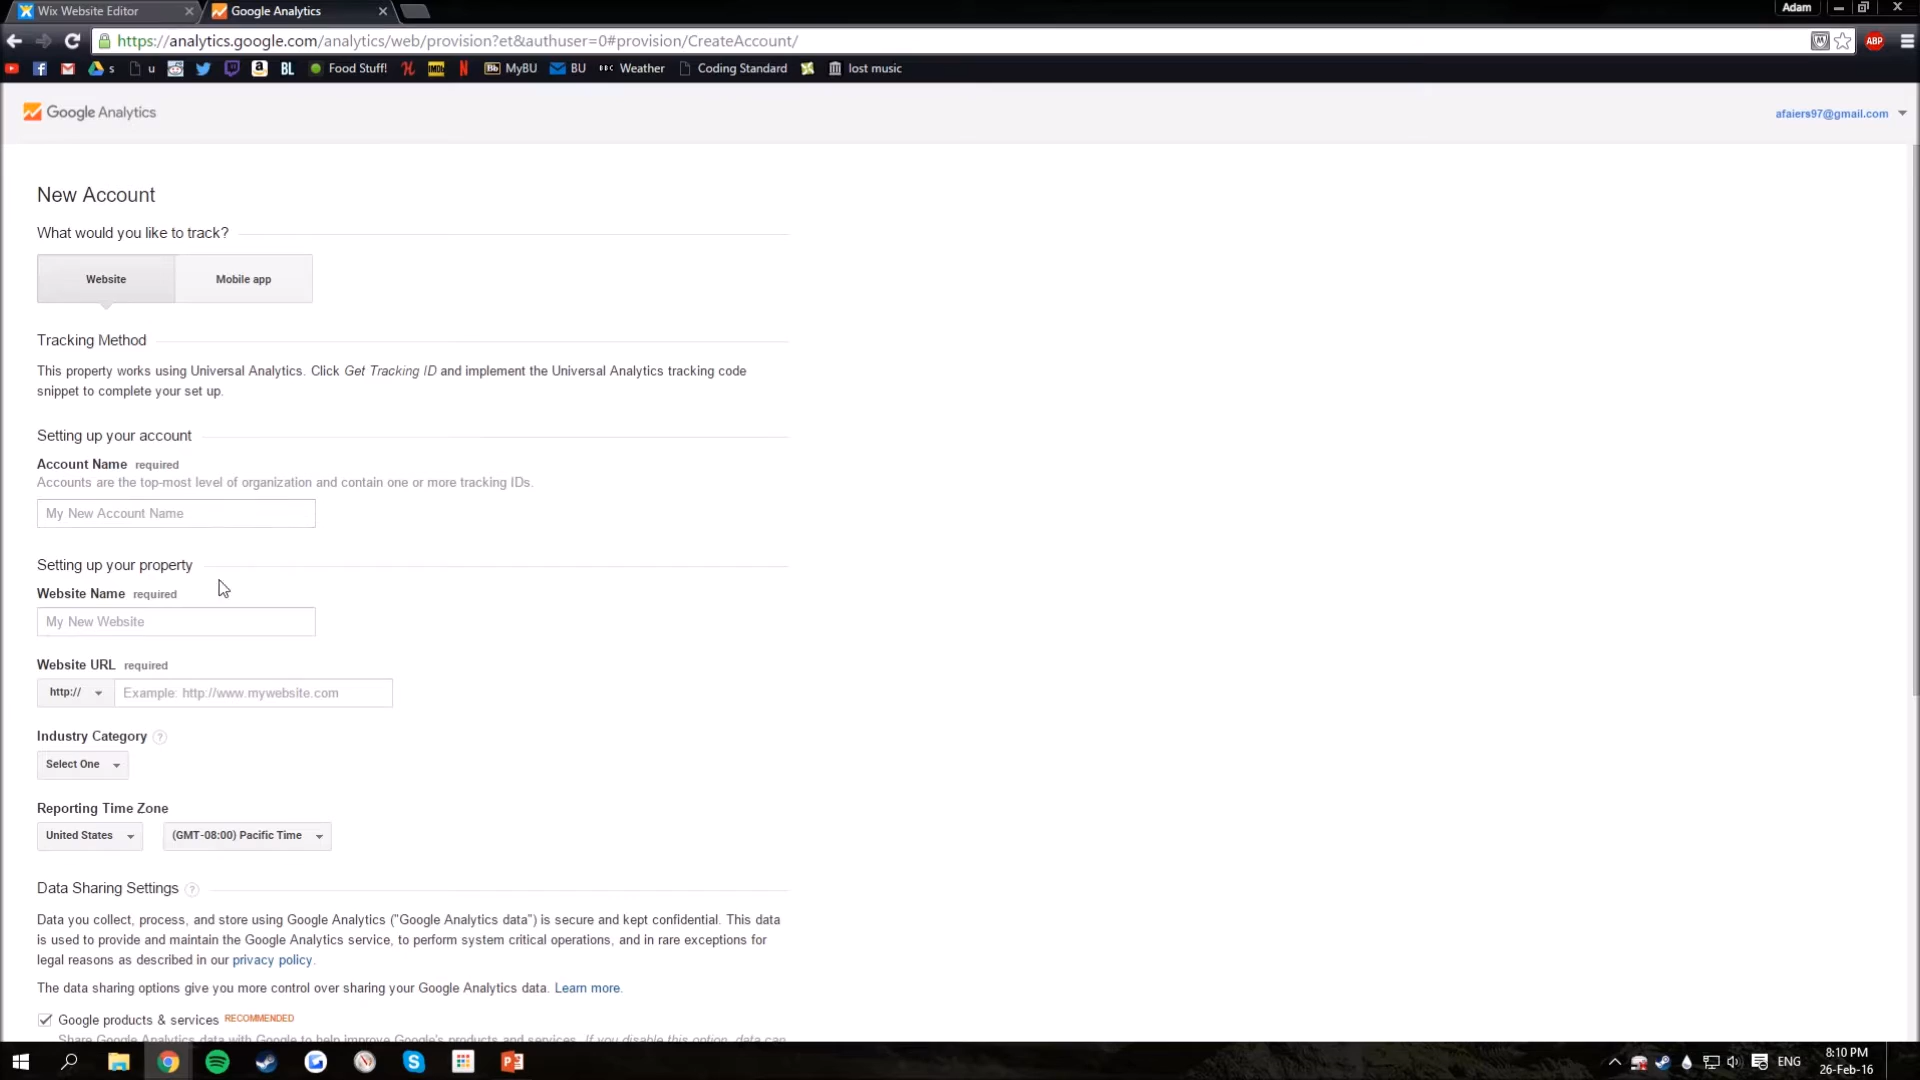 Wix Website Editor
Google Analytics
Adam
https://analytics.google.com/analytics/web/provision?et&authuser=0#provision/CreateAccount/
ABP
s
u
BL
Food Stuff!
IMDb
N
Bb MyBU
BU
BBC Weather
Coding Standard
lost music
Google Analytics
afaiers97@gmail.com
New Account
What would you like to track?
Website
Mobile app
Tracking Method
This property works using Universal Analytics. Click Get Tracking ID and implement the Universal Analytics tracking code
snippet to complete your set up.
Setting up your account
Account Name required
Accounts are the top-most level of organization and contain one or more tracking IDs.
My New Account Name
Setting up your property
Website Name required
My New Website
Website URL required
http://
Example: http://www.mywebsite.com
Industry Category ?
Select One
Reporting Time Zone
United States
(GMT-08:00) Pacific Time
Data Sharing Settings ?
Data you collect, process, and store using Google Analytics ("Google Analytics data") is secure and kept confidential. This data
is used to provide and maintain the Google Analytics service, to perform system critical operations, and in rare exceptions for
legal reasons as described in our privacy policy.
The data sharing options give you more control over sharing your Google Analytics data. Learn more.
Google products & services RECOMMENDED
Share Google Analytics data with Google to help improve Google's products and services. If you disable this option, data can
ENG
8:10 PM
26-Feb-16